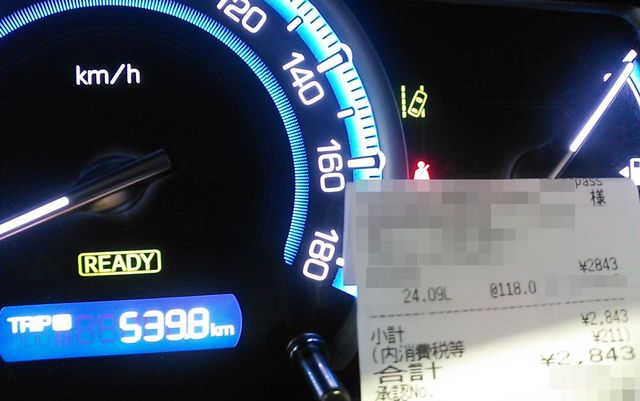 120
km/h
140
160
180
READY
TRIP
539.8 km
pass
様
¥2843
24.09L @118.0
¥2,843
小計
(内消費税等 ¥211)
合計 ¥2,843
承認No.